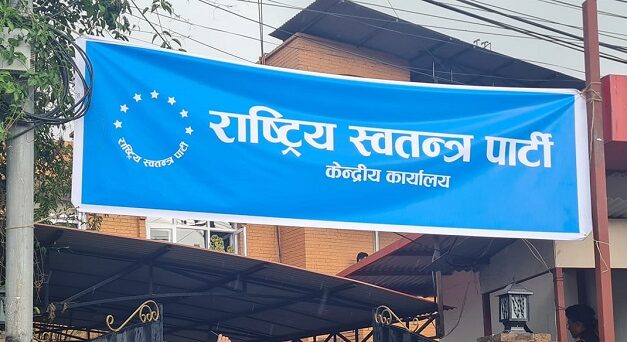 राष्ट्रिय स्वतन्त्र पार्टी
राष्ट्रिय स्वतन्त्र पार्टी
केन्द्रीय कार्यालय